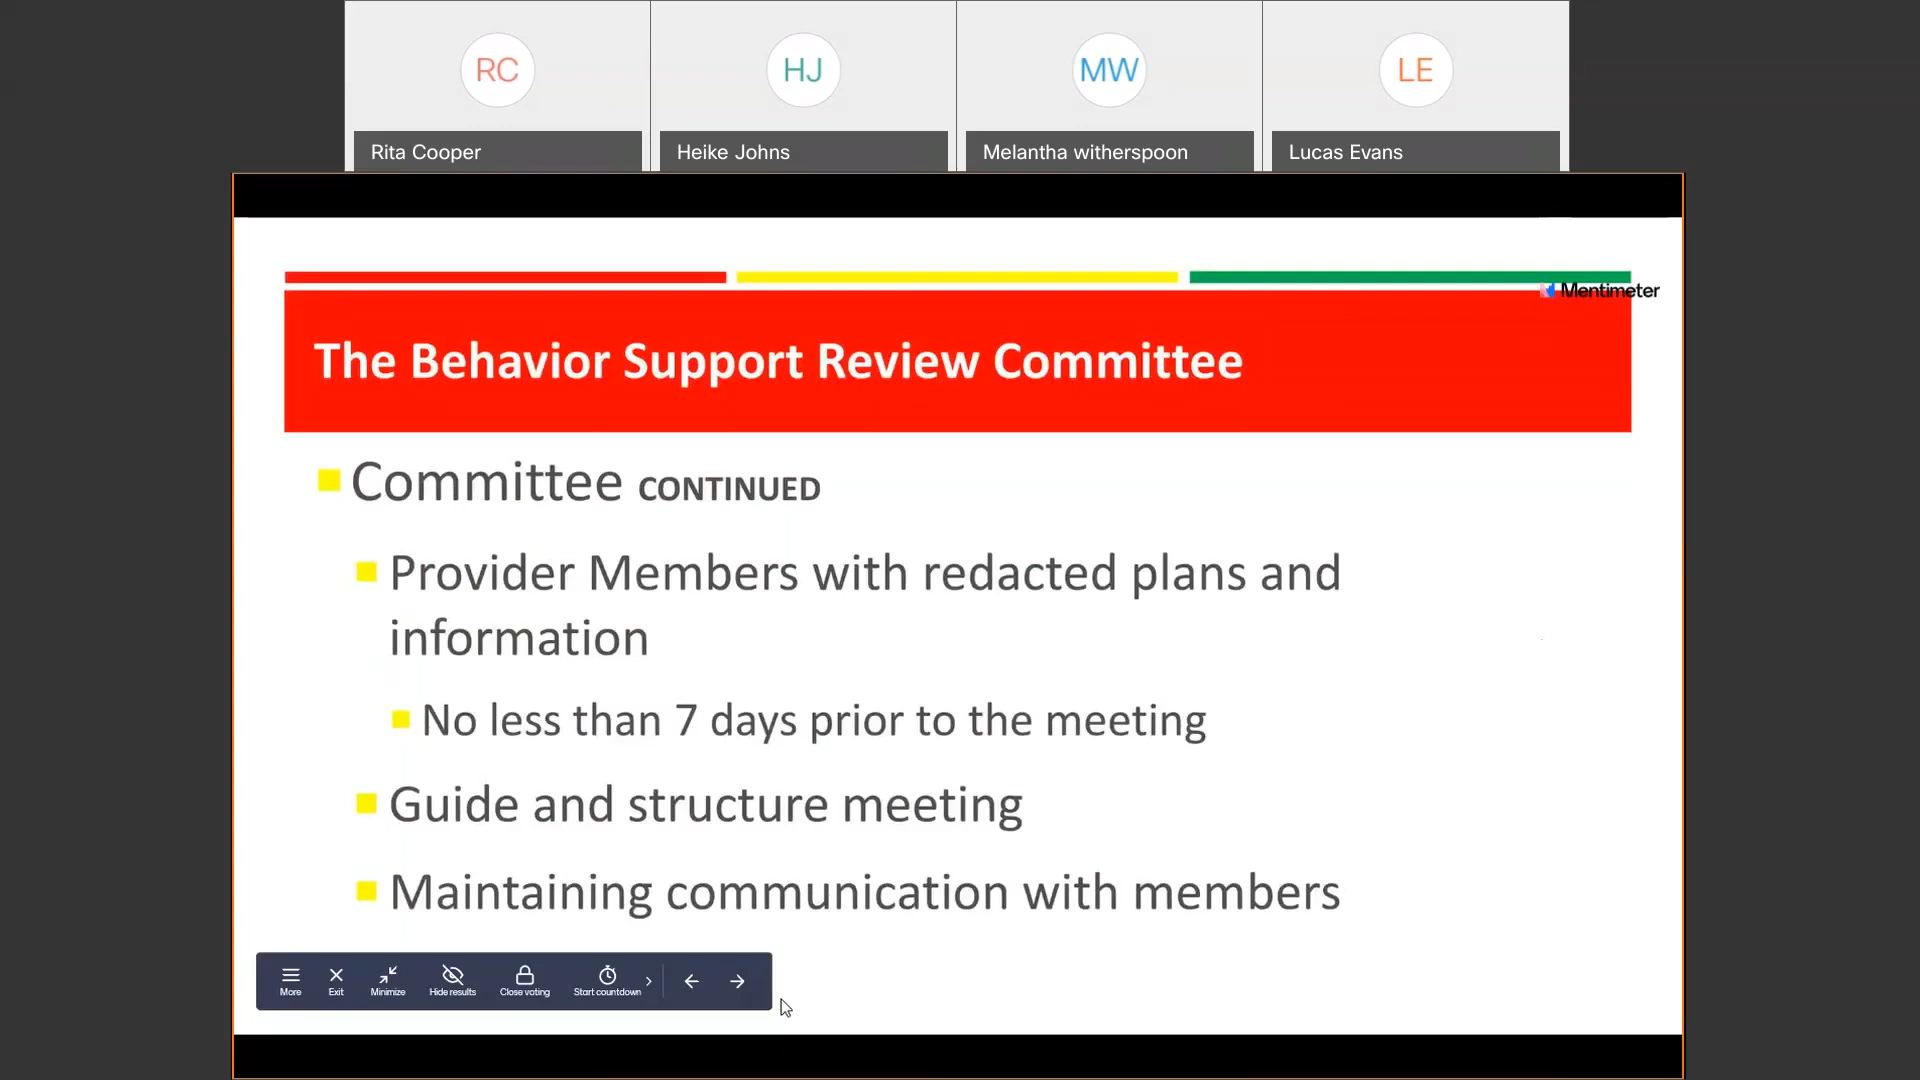 RC
HJ
MW
LE
Rita Cooper
Heike Johns
Melantha witherspoon
Lucas Evans
Mentimeter
The Behavior Support Review Committee
Committee CONTINUED
Provider Members with redacted plans and
information
No less than 7 days prior to the meeting
Guide and structure meeting
Maintaining communication with members
More
Exit
Minimize
Hide results
Close voting
Start countdown